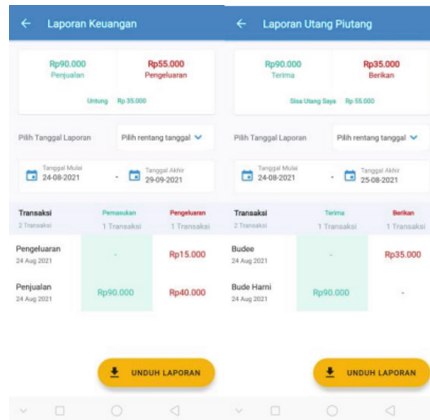 Laporan Keuangan
Rp90.000 Rp55.000
Penjualan Pengeluaran
Untung Rp 35.000
Pilih Tanggal Laporan Pilih rentang tanggal
Tanggal Mulai Tanggal Akhir
24-08-2021 - 29-09-2021
Transaksi Pemasukan Pengeluaran
2 Transaksi 1 Transaksi 1 Transaksi
Pengeluaran - Rp15.000
24 Aug 2021
Penjualan Rp90.000 Rp40.000
24 Aug 2021
UNDUH LAPORAN
Laporan Utang Piutang
Rp90.000 Rp35.000
Terima Berikan
Sisa Utang Saya Rp 55.000
Pilih Tanggal Laporan Pilih rentang tanggal
Tanggal Mulai Tanggal Akhir
24-08-2021 - 25-08-2021
Transaksi Terima Berikan
2 Transaksi 1 Transaksi 1 Transaksi
Budee - Rp35.000
24 Aug 2021
Bude Harni Rp90.000 -
24 Aug 2021
UNDUH LAPORAN